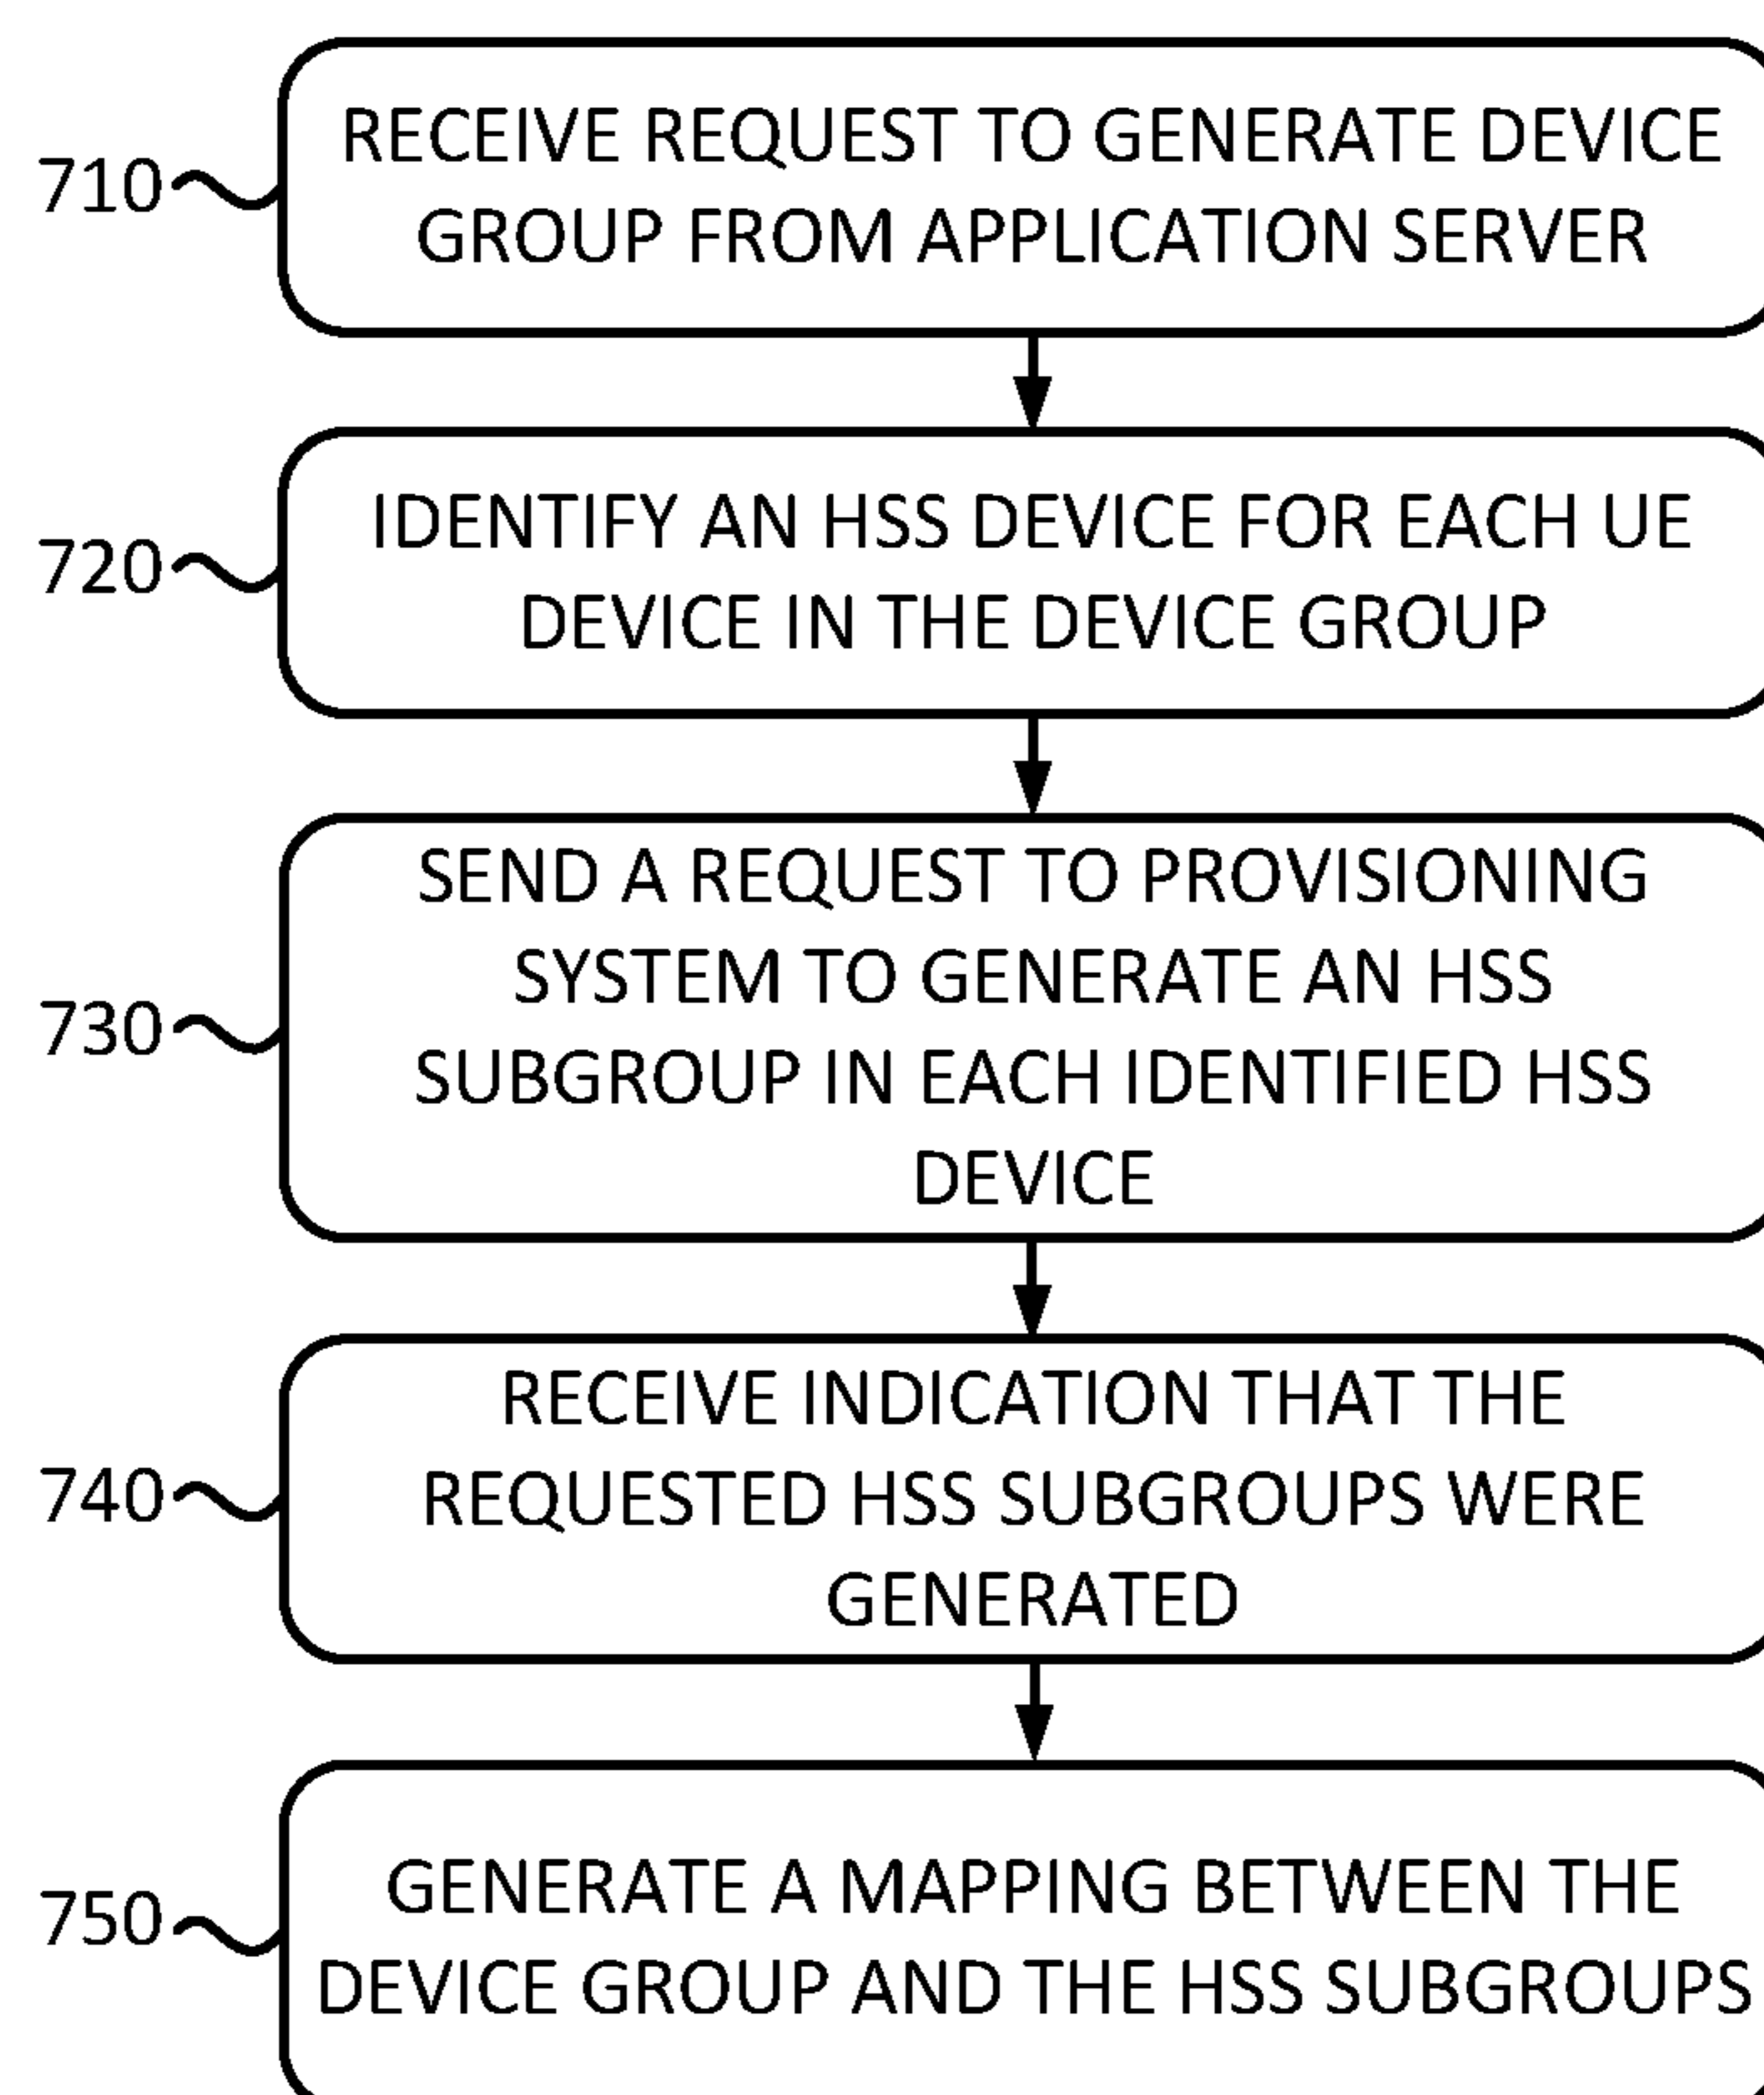 710
RECEIVE REQUEST TO GENERATE DEVICE
GROUP FROM APPLICATION SERVER
720
IDENTIFY AN HSS DEVICE FOR EACH UE
DEVICE IN THE DEVICE GROUP
730
SEND A REQUEST TO PROVISIONING
SYSTEM TO GENERATE AN HSS
SUBGROUP IN EACH IDENTIFIED HSS
DEVICE
740
RECEIVE INDICATION THAT THE
REQUESTED HSS SUBGROUPS WERE
GENERATED
750
GENERATE A MAPPING BETWEEN THE
DEVICE GROUP AND THE HSS SUBGROUPS